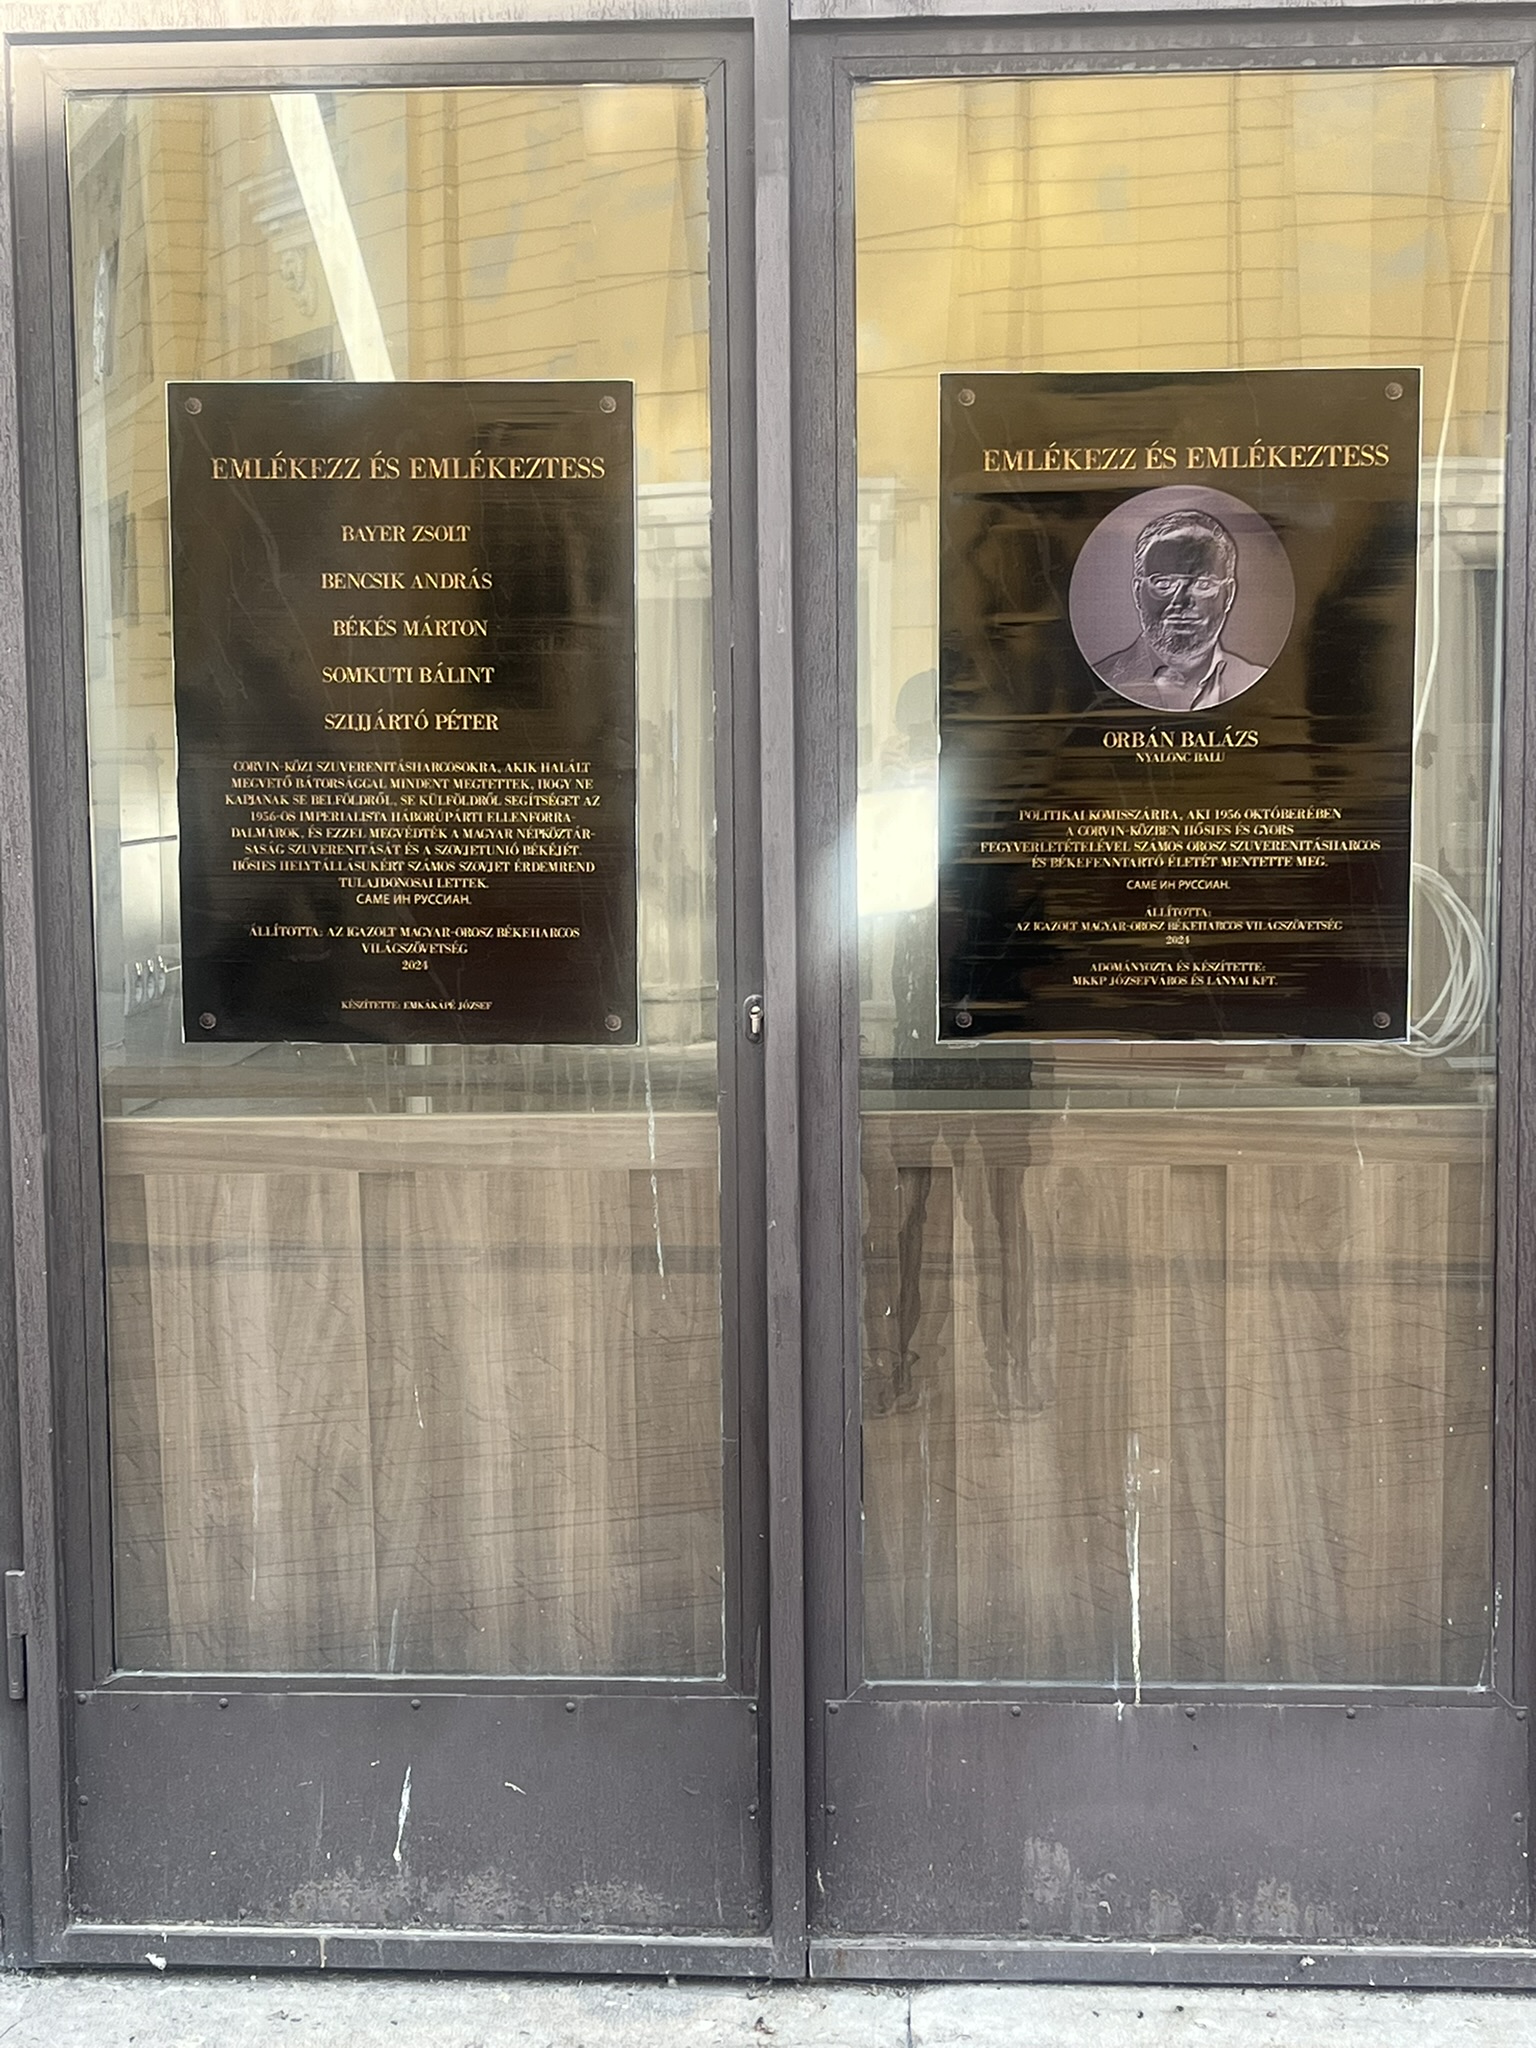 EMLÉKEZZ ÉS EMLÉKEZTESS
BAYER ZSOLT
BENCSIK ANDRÁS
BÉKÉS MÁRTON
SOMKUTI BÁLINT
SZIJJÁRTÓ PÉTER
CORVIN-KÖZI SZUVERENITÁSHARCOSOKRA, AKIK HALÁLT
MEGVETŐ BÁTORSÁGGAL MINDENT MEGTETTEK, HOGY NE
KAPJANAK SE BELFÖLDRŐL, SE KÜLFÖLDRŐL SEGÍTSÉGET AZ
1956-OS IMPERIALISTA HÁBORÚPÁRTI ELLENFORRA-
DALMÁROK, ÉS EZZEL MEGVÉDTÉK A MAGYAR NÉPKÖZTÁR-
SASÁG SZUVERENITÁSÁT ÉS A SZOVJETUNIÓ BÉKÉJÉT.
HŐSIES HELYTÁLLÁSUKÉRT SZÁMOS SZOVJET ÉRDEMREND
TULAJDONOSAI LETTEK.
САМЕ ИН РУССИАН.
ÁLLÍTOTTA: AZ IGAZOLT MAGYAR-OROSZ BÉKEHARCOS
VILÁGSZÖVETSÉG
2024
KÉSZÍTETTE: EMKÁKÁPÉ JÓZSEF
EMLÉKEZZ ÉS EMLÉKEZTESS
ORBÁN BALÁZS
NYALONC BALU
POLITIKAI KOMISSZÁRRA, AKI 1956 OKTÓBERÉBEN
A CORVIN-KÖZBEN HŐSIES ÉS GYORS
FEGYVERLETÉTELÉVEL SZÁMOS OROSZ SZUVERENITÁSHARCOS
ÉS BÉKEFENNTARTÓ ÉLETÉT MENTETTE MEG.
САМЕ ИН РУССИАН.
ÁLLÍTOTTA:
AZ IGAZOLT MAGYAR-OROSZ BÉKEHARCOS VILÁGSZÖVETSÉG
2024
ADOMÁNYOZTA ÉS KÉSZÍTETTE:
MKKP JÓZSEFVÁROS ÉS LÁNYAI KFT.